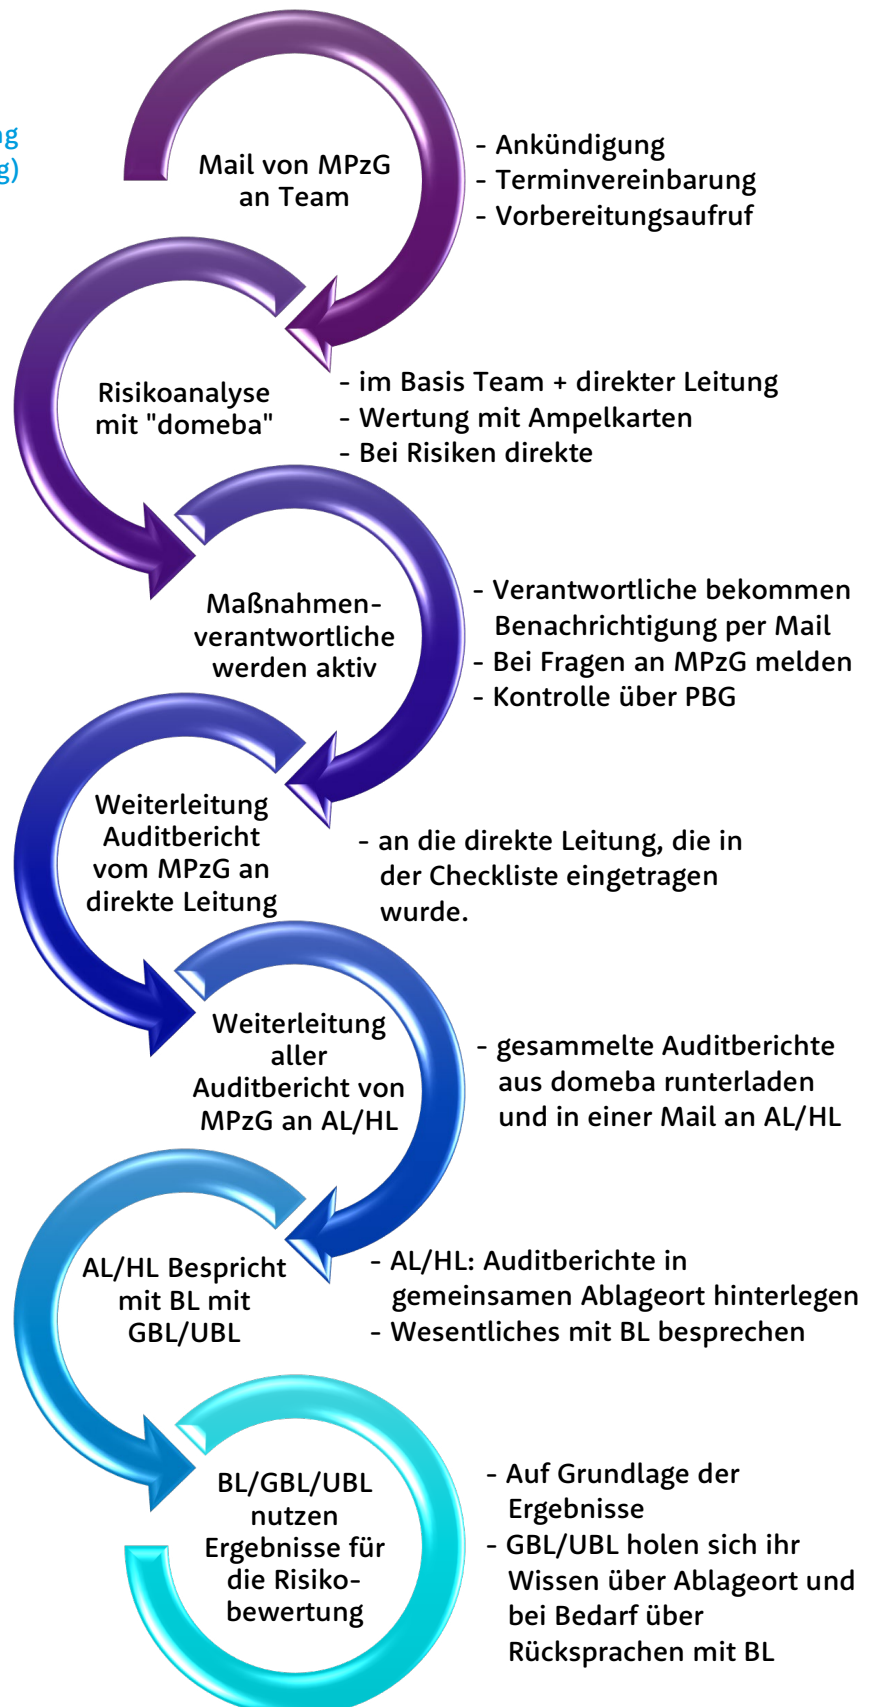 ng
g)
Mail von MPzG
an Team
- Ankündigung
- Terminvereinbarung
- Vorbereitungsaufruf
Risikoanalyse
mit "domeba"
- im Basis Team + direkter Leitung
- Wertung mit Ampelkarten
- Bei Risiken direkte
Maßnahmen-
verantwortliche
werden aktiv
- Verantwortliche bekommen
Benachrichtigung per Mail
- Bei Fragen an MPzG melden
- Kontrolle über PBG
Weiterleitung
Auditbericht
vom MPzG an
direkte Leitung
- an die direkte Leitung, die in
der Checkliste eingetragen
wurde.
Weiterleitung
aller
Auditbericht von
MPzG an AL/HL
- gesammelte Auditberichte
aus domeba runterladen
und in einer Mail an AL/HL
AL/HL Bespricht
mit BL mit
GBL/UBL
- AL/HL: Auditberichte in
gemeinsamen Ablageort hinterlegen
- Wesentliches mit BL besprechen
BL/GBL/UBL
nutzen
Ergebnisse für
die Risiko-
bewertung
- Auf Grundlage der
Ergebnisse
- GBL/UBL holen sich ihr
Wissen über Ablageort und
bei Bedarf über
Rücksprachen mit BL